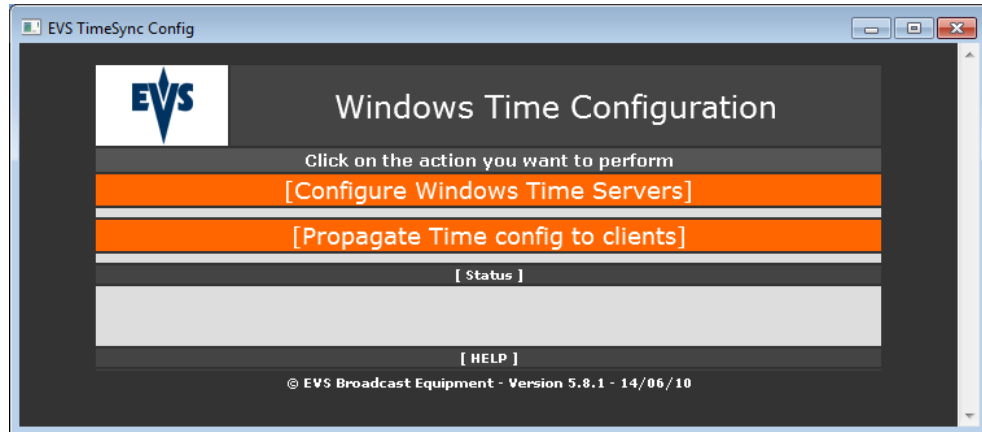 EVS TimeSync Config
EVS
Windows Time Configuration
Click on the action you want to perform
[Configure Windows Time Servers]
[Propagate Time config to clients]
[ Status ]
[ HELP ]
© EVS Broadcast Equipment - Version 5.8.1 - 14/06/10